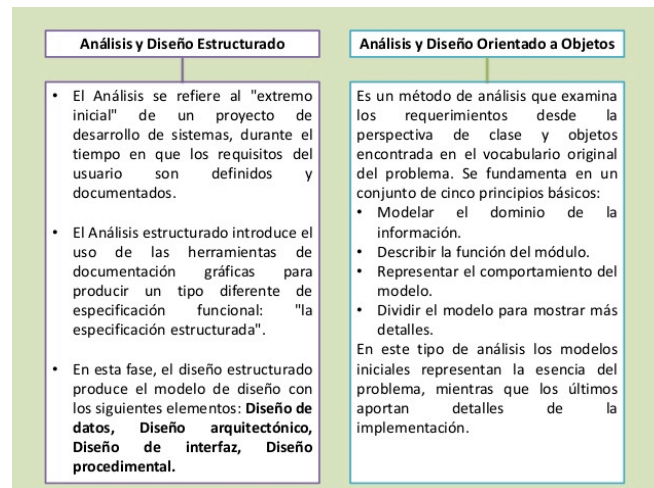 Análisis y Diseño Estructurado
• El Análisis se refiere al "extremo
inicial" de un proyecto de
desarrollo de sistemas, durante el
tiempo en que los requisitos del
usuario son definidos y
documentados.
• El Análisis estructurado introduce el
uso de las herramientas de
documentación gráficas para
producir un tipo diferente de
especificación funcional: "la
especificación estructurada".
• En esta fase, el diseño estructurado
produce el modelo de diseño con
los siguientes elementos: Diseño de
datos, Diseño arquitectónico,
Diseño de interfaz, Diseño
procedimental.
Análisis y Diseño Orientado a Objetos
Es un método de análisis que examina
los requerimientos desde la
perspectiva de clase y objetos
encontrada en el vocabulario original
del problema. Se fundamenta en un
conjunto de cinco principios básicos:
• Modelar el dominio de la
información.
• Describir la función del módulo.
• Representar el comportamiento del
modelo.
• Dividir el modelo para mostrar más
detalles.
En este tipo de análisis los modelos
iniciales representan la esencia del
problema, mientras que los últimos
aportan detalles de la
implementación.